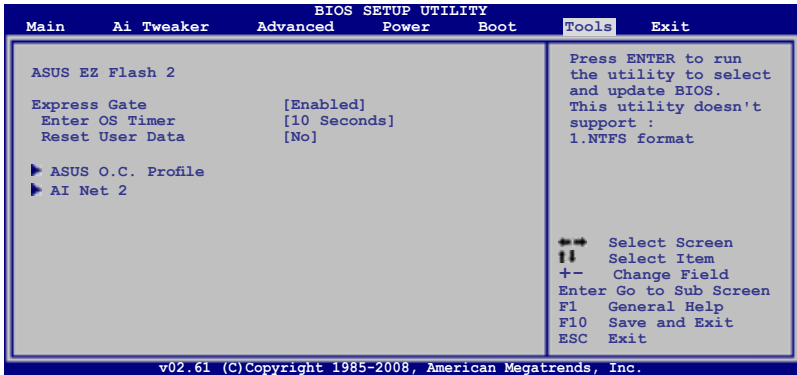 BIOS SETUP UTILITY
Main Ai Tweaker Advanced Power Boot Tools Exit
ASUS EZ Flash 2
Express Gate [Enabled]
Enter OS Timer [10 Seconds]
Reset User Data [No]
ASUS O.C. Profile
AI Net 2
Press ENTER to run
the utility to select
and update BIOS.
This utility doesn't
support :
1.NTFS format
Select Screen
Select Item
+- Change Field
Enter Go to Sub Screen
F1 General Help
F10 Save and Exit
ESC Exit
v02.61 (C)Copyright 1985-2008, American Megatrends, Inc.